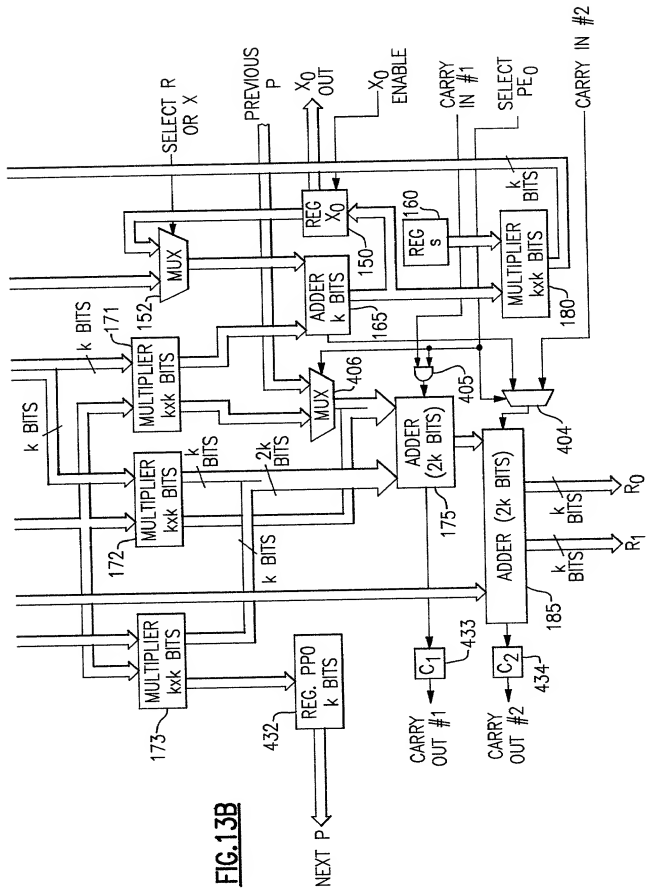 SELECT R
OR X
PREVIOUS
P
X0
OUT
X0
ENABLE
CARRY
IN #1
SELECT
PE0
CARRY IN #2
k
BITS
MUX
152
REG
X0
150
REG
s
160
MULTIPLIER
kxk BITS
180
ADDER
k BITS
165
k BITS
171
MULTIPLIER
kxk BITS
MUX
406
405
404
k BITS
MULTIPLIER
kxk BITS
172
k
BITS
2k
BITS
k
BITS
ADDER
(2k BITS)
175
ADDER (2k BITS)
185
k
BITS
R0
k
BITS
R1
MULTIPLIER
kxk BITS
173
REG. PPO
k BITS
432
C1
433
C2
434
CARRY
OUT #1
CARRY
OUT #2
NEXT P
FIG.13B